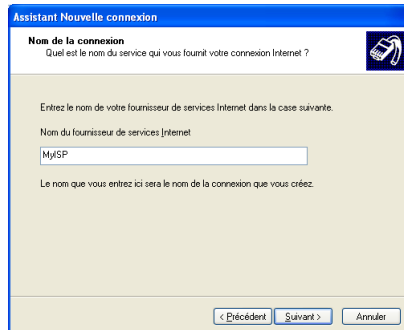 Assistant Nouvelle connexion
Nom de la connexion
Quel est le nom du service qui vous fournit votre connexion Internet ?
Entrez le nom de votre fournisseur de services Internet dans la case suivante.
Nom du fournisseur de services Internet
MyISP
Le nom que vous entrez ici sera le nom de la connexion que vous créez.
< Précédent Suivant > Annuler